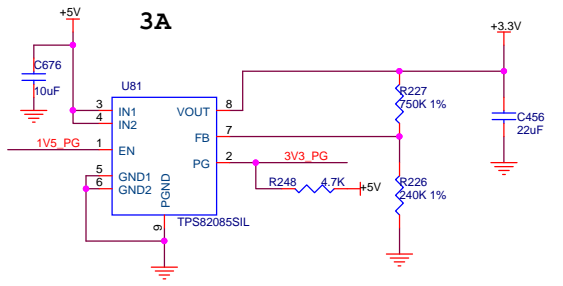 +5V
3A
+3.3V
C676
10uF
U81
R227
750K 1%
C456
22uF
3
IN1
VOUT
8
4
IN2
FB
7
1V5_PG
1
EN
PG
2
3V3_PG
5
GND1
6
GND2
PGND
9
R248
4.7K
+5V
R226
240K 1%
TPS82085SIL